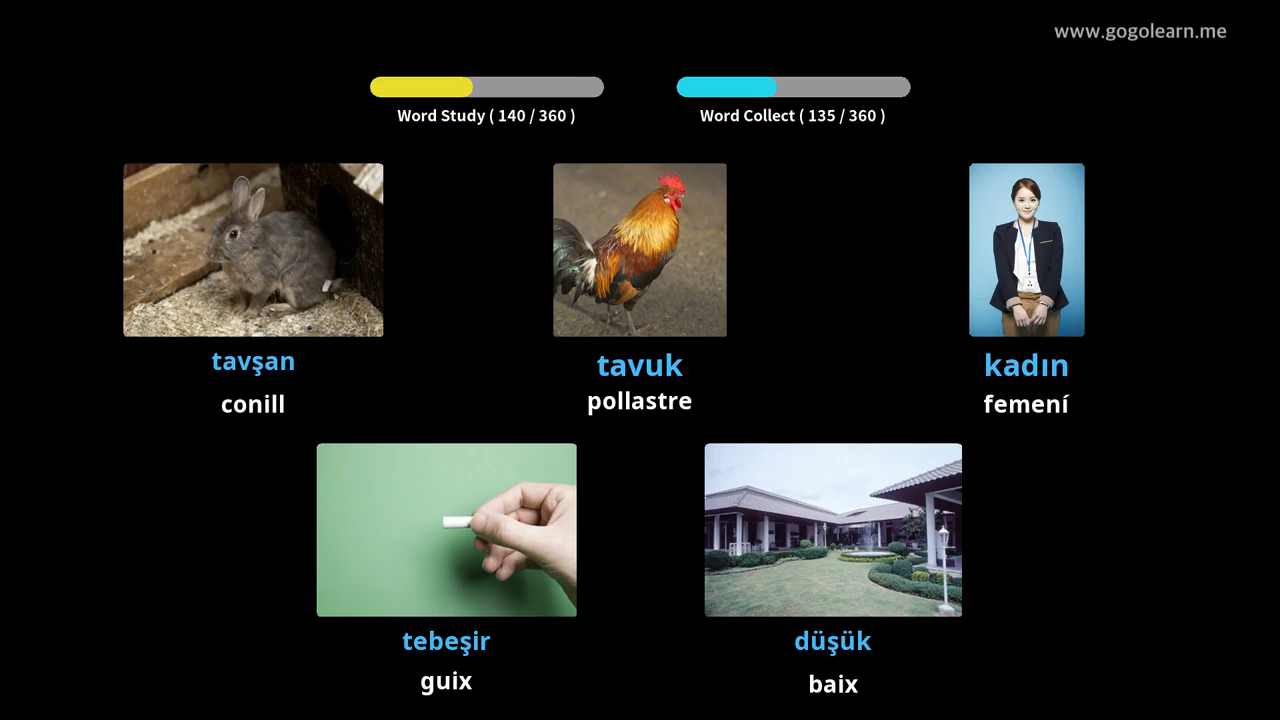 www.gogolearn.me
Word Study ( 140 / 360 )
Word Collect ( 135 / 360 )
tavşan
conill
tavuk
pollastre
kadın
femení
tebeşir
guix
düşük
baix